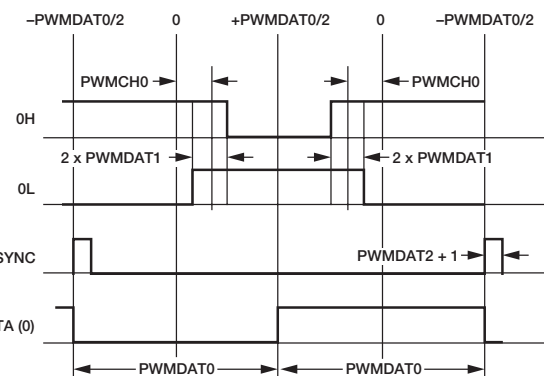 –PWMDAT0/2 0 +PWMDAT0/2 0 –PWMDAT0/2
PWMCH0 PWMCH0
0H
2 x PWMDAT1 2 x PWMDAT1
0L
SYNC PWMDAT2 + 1
TA (0)
PWMDAT0 PWMDAT0